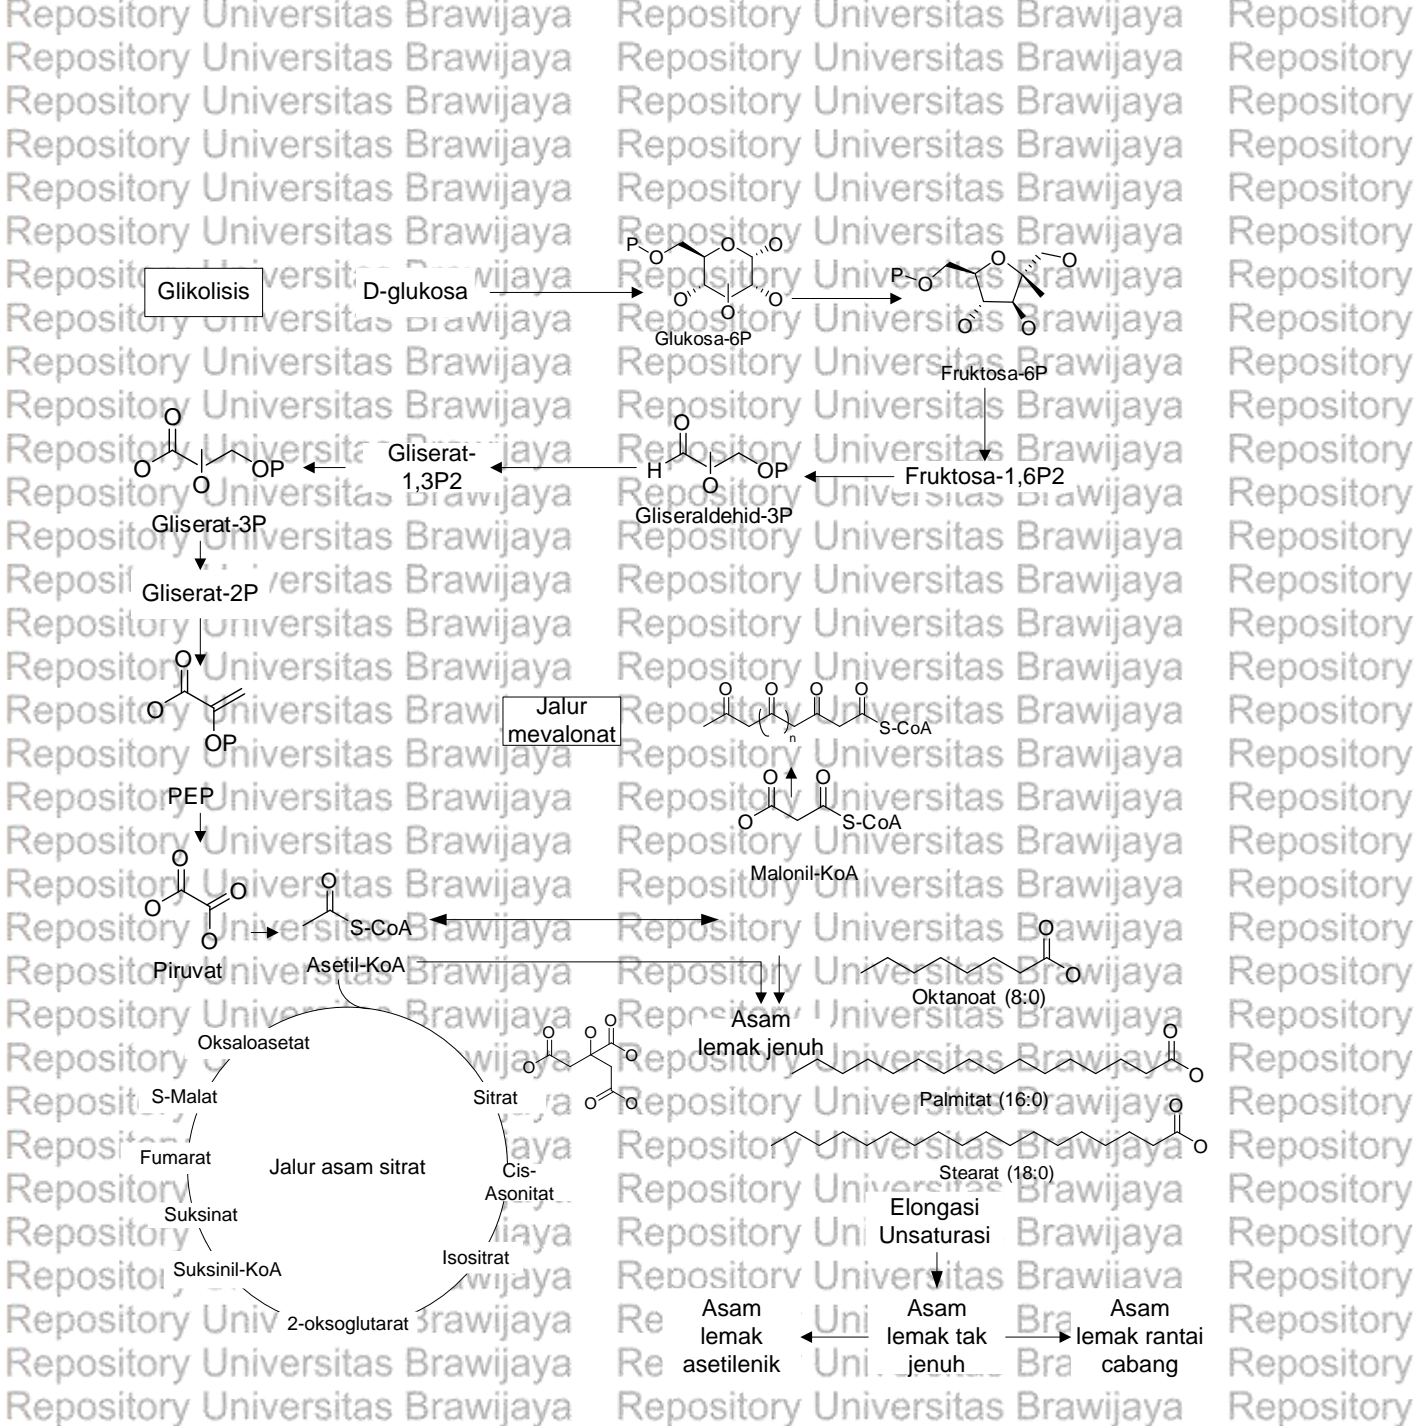 Repository Universitas Brawijaya
Glikolisis
D-glukosa
P
O
O
O
O
O
O
Glukosa-6P
P
O
O
O
O
O
Fruktosa-6P
O
O
O
OP
Gliserat-3P
Gliserat-
1,3P2
O
H
O
OP
Gliseraldehid-3P
Fruktosa-1,6P2
Gliserat-2P
O
O
OP
PEP
Jalur
mevalonat
O
O
O
O
n
S-CoA
O
O
O
S-CoA
Malonil-KoA
O
O
O
O
Piruvat
O
S-CoA
Asetil-KoA
Oksaloasetat
S-Malat
Fumarat
Suksinat
Suksinil-KoA
2-oksoglutarat
Isositrat
Cis-
Asonitat
Sitrat
Jalur asam sitrat
O
O
O
O
O
O
O
Asam
lemak jenuh
O
O
Oktanoat (8:0)
O
O
Palmitat (16:0)
O
O
Stearat (18:0)
Elongasi
Unsaturasi
Asam
lemak
asetilenik
Asam
lemak tak
jenuh
Asam
lemak rantai
cabang